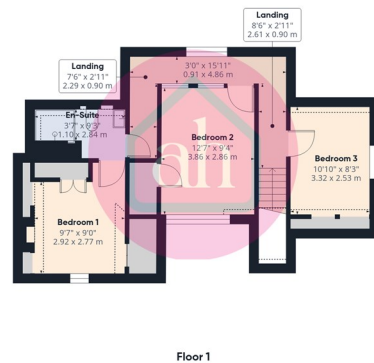 Landing
8'6" x 2'11"
2.61 x 0.90 m
Landing
7'6" x 2'11"
2.29 x 0.90 m
3'0" x 15'11"
0.91 x 4.86 m
En-Suite
3'7" x 9'3"
1.10 x 2.84 m
ah
Bedroom 2
12'7" x 9'4"
3.86 x 2.86 m
Bedroom 3
10'10" x 8'3"
3.32 x 2.53 m
Bedroom 1
9'7" x 9'0"
2.92 x 2.77 m
Floor 1